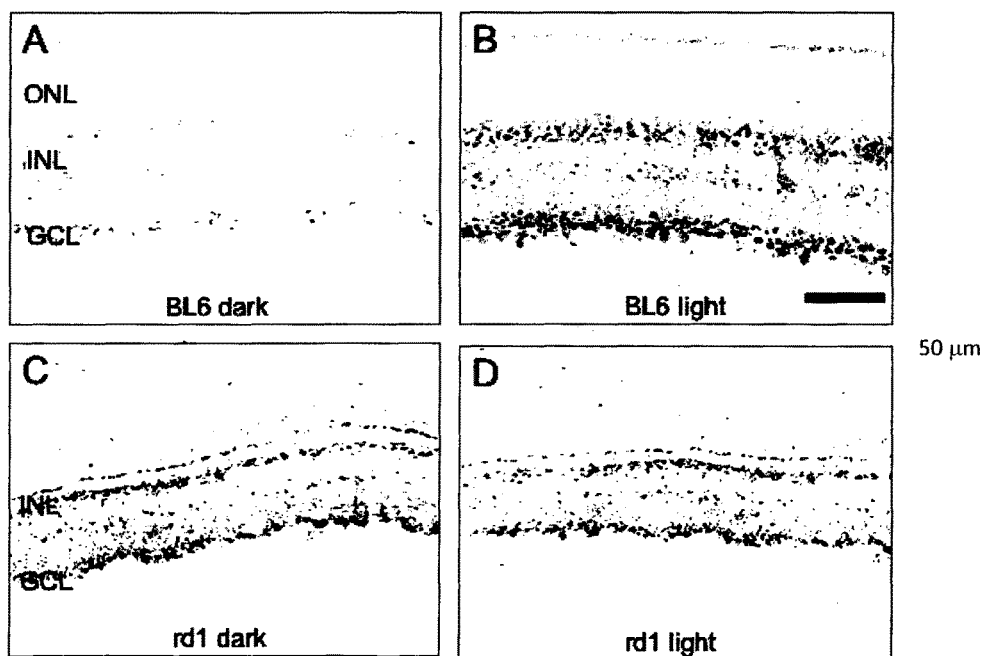 A
ONL
INL
GCL
BL6 dark
B
BL6 light
50 μm
C
INL
GCL
rd1 dark
D
rd1 light